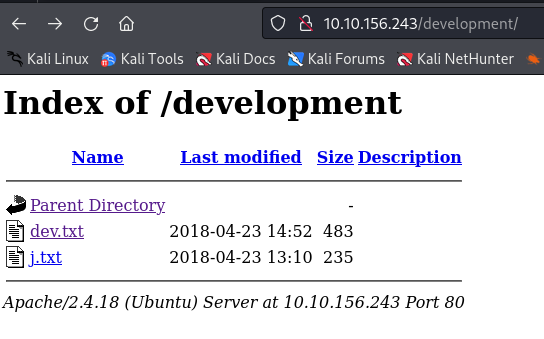 10.10.156.243/development/
Kali Linux Kali Tools Kali Docs Kali Forums Kali NetHunter
Index of /development
Name Last modified Size Description
Parent Directory -
dev.txt 2018-04-23 14:52 483
j.txt 2018-04-23 13:10 235
Apache/2.4.18 (Ubuntu) Server at 10.10.156.243 Port 80